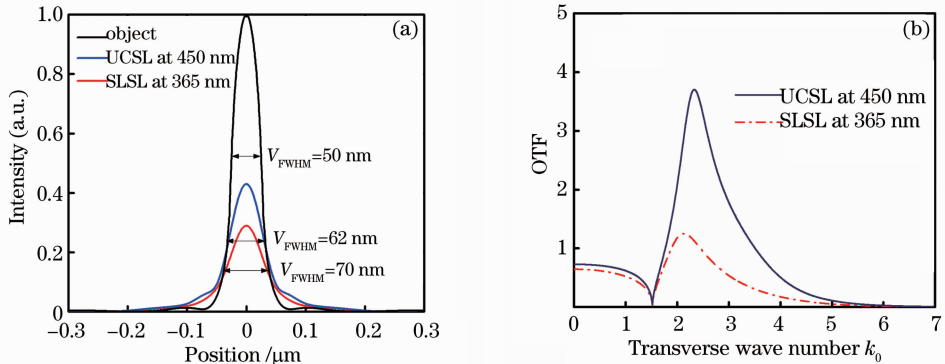 (a)
object
UCSL at 450 nm
SLSL at 365 nm
V_FWHM=50 nm
V_FWHM=62 nm
V_FWHM=70 nm
Intensity (a.u.)
1.0
0.8
0.6
0.4
0.2
0
−0.3 −0.2 −0.1 0 0.1 0.2 0.3
Position /μm
(b)
UCSL at 450 nm
SLSL at 365 nm
OTF
5
4
3
2
1
0 1 2 3 4 5 6 7
Transverse wave number k₀